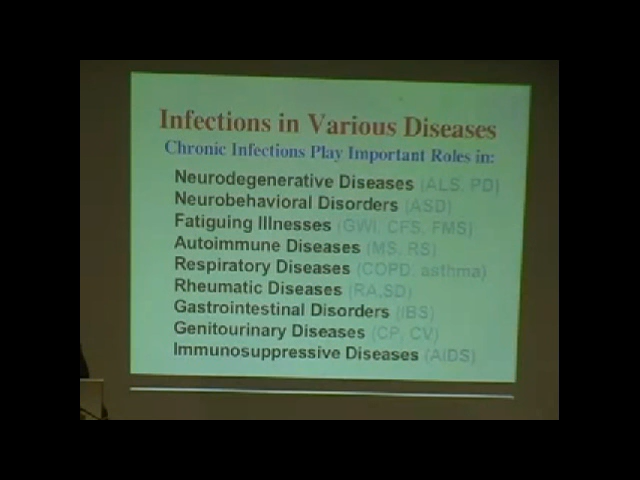 Infections in Various Diseases
Chronic Infections Play Important Roles in:
Neurodegenerative Diseases (ALS, PD)
Neurobehavioral Disorders (ASD)
Fatiguing Illnesses (GWI, CFS, FMS)
Autoimmune Diseases (MS, RS)
Respiratory Diseases (COPD, asthma)
Rheumatic Diseases (RA,SD)
Gastrointestinal Disorders (IBS)
Genitourinary Diseases (CP, CV)
Immunosuppressive Diseases (AIDS)